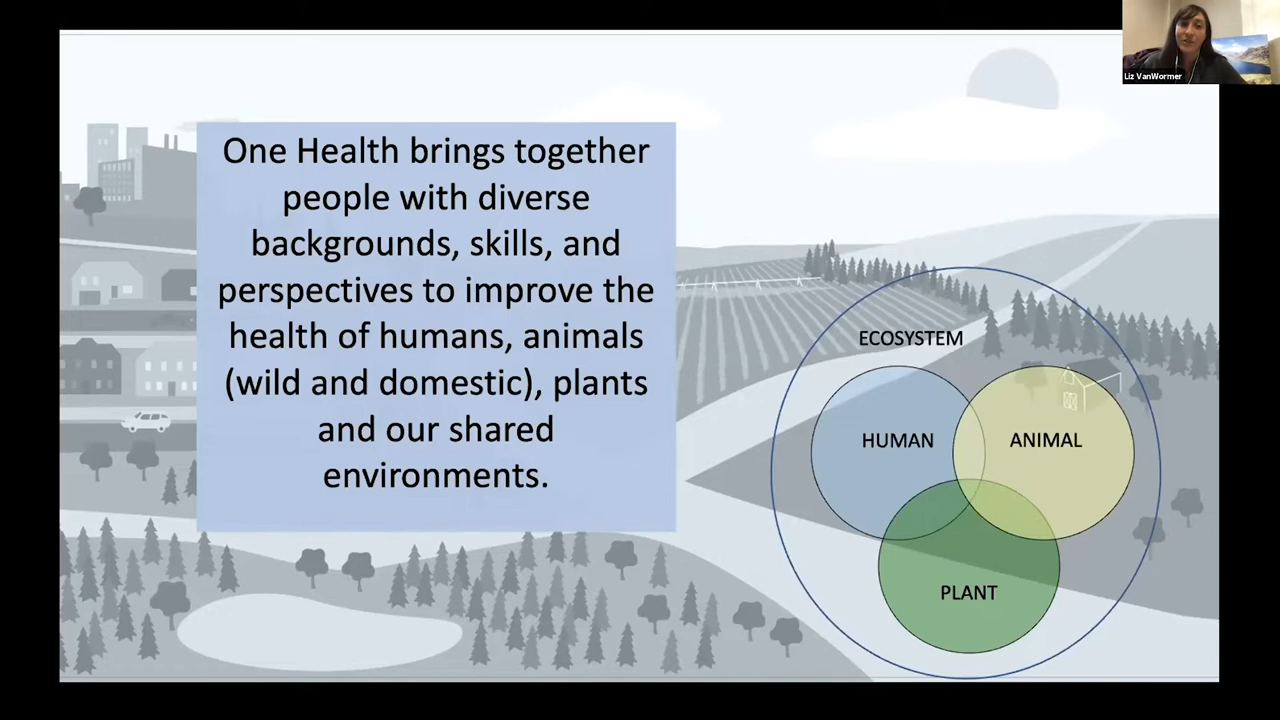 Liz VanWormer
One Health brings together
people with diverse
backgrounds, skills, and
perspectives to improve the
health of humans, animals
(wild and domestic), plants
and our shared
environments.
ECOSYSTEM
HUMAN
ANIMAL
PLANT